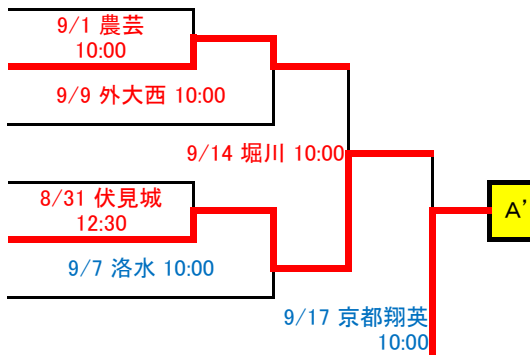 9/1 農芸
10:00
9/9 外大西 10:00
9/14 堀川 10:00
8/31 伏見城
12:30
A’
9/7 洛水 10:00
9/17 京都翔英
10:00